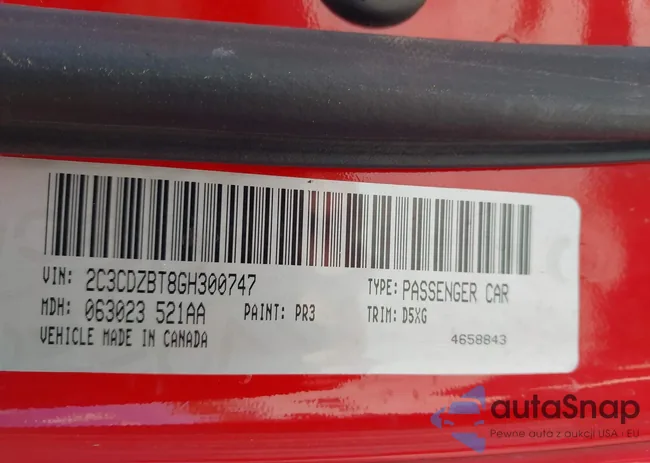 VIN: 2C3CDZBT8GH300747 TYPE: PASSENGER CAR
MDH: 063023 521AA PAINT: PR3 TRIM: D5XG
VEHICLE MADE IN CANADA 4658843
autaSnap
Pewne auta z aukcji USA i EU